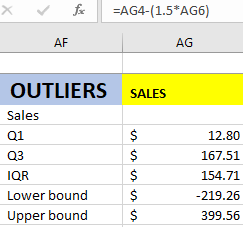 =AG4-(1.5*AG6)
AF AG
OUTLIERS SALES
Sales
Q1 $ 12.80
Q3 $ 167.51
IQR $ 154.71
Lower bound $ -219.26
Upper bound $ 399.56